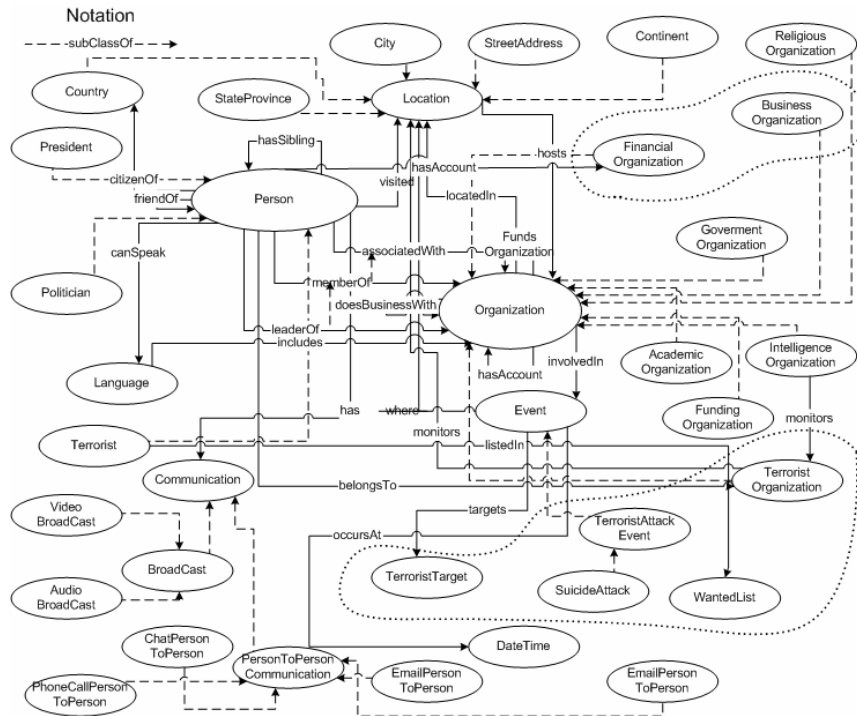 Notation
subClassOf
City
StreetAddress
Continent
Religious
Organization
Country
StateProvince
Location
Business
Organization
President
hasSibling
hosts
Financial
Organization
citizenOf
hasAccount
friendOf
Person
visited
locatedIn
canSpeak
associatedWith
Funds
Organization
Goverment
Organization
Politician
memberOf
doesBusinessWith
Organization
leaderOf
includes
Language
hasAccount
involvedIn
Academic
Organization
Intelligence
Organization
has
where
Event
Funding
Organization
monitors
Terrorist
monitors
listedIn
Communication
belongsTo
Terrorist
Organization
Video
BroadCast
targets
TerroristAttack
Event
occursAt
BroadCast
TerroristTarget
SuicideAttack
WantedList
Audio
BroadCast
ChatPerson
ToPerson
DateTime
PersonToPerson
Communication
PhoneCallPerson
ToPerson
EmailPerson
ToPerson
EmailPerson
ToPerson